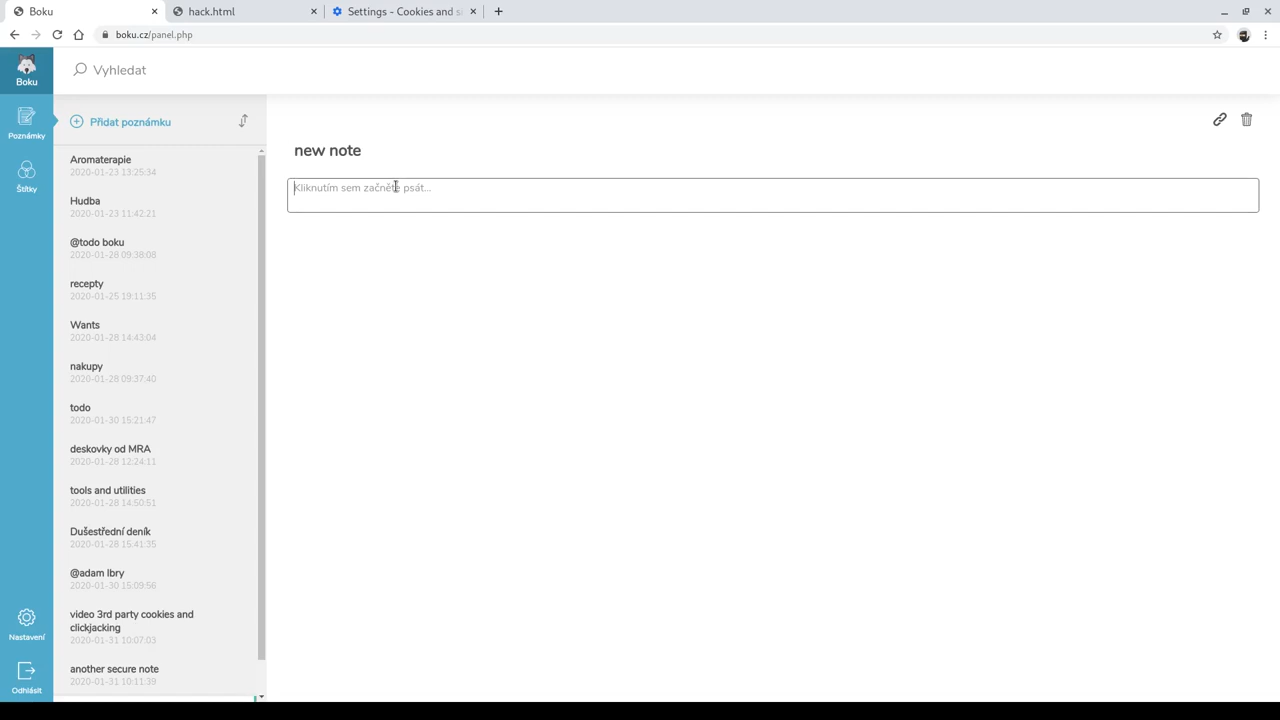 Boku
hack.html
Settings - Cookies and s
boku.cz/panel.php
Boku
Vyhledat
Poznámky
Štítky
Nastavení
Odhlásit
Přidat poznámku
Aromaterapie
2020-01-23 13:25:34
Hudba
2020-01-23 11:42:21
@todo boku
2020-01-28 09:38:08
recepty
2020-01-25 19:11:35
Wants
2020-01-28 14:43:04
nakupy
2020-01-28 09:37:40
todo
2020-01-30 15:21:47
deskovky od MRA
2020-01-28 12:24:11
tools and utilities
2020-01-28 14:50:51
Dušestřední deník
2020-01-28 15:41:35
@adam lbry
2020-01-30 15:09:56
video 3rd party cookies and
clickjacking
2020-01-31 10:07:03
another secure note
2020-01-31 10:11:39
new note
Kliknutím sem začněte psát...